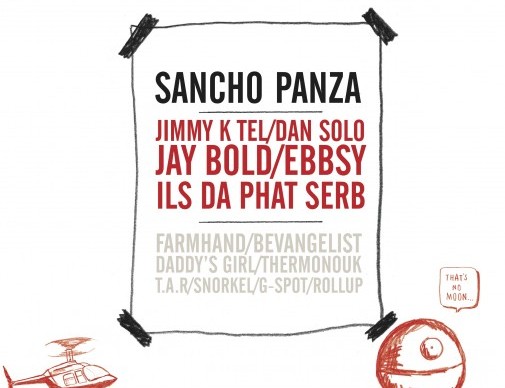 SANCHO PANZA
JIMMY K TEL/DAN SOLO
JAY BOLD/EBBSY
ILS DA PHAT SERB
FARMHAND/BEVANGELIST
DADDY'S GIRL/THERMONOUK
T.A.R/SNORKEL/G-SPOT/ROLLUP
THAT'S
NO
MOON...